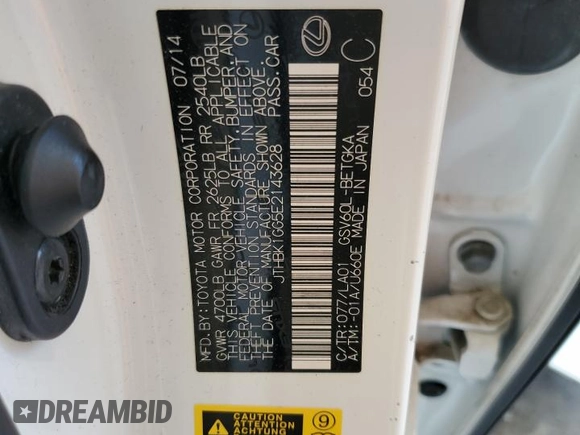 MFD.BY:TOYOTA MOTOR CORPORATION 07/14
GVWR 4700LB GAWR FR 2625LB RR 2540LB
THIS VEHICLE CONFORMS TO ALL APPLICABLE
FEDERAL MOTOR VEHICLE SAFETY, BUMPER, AND
THEFT PREVENTION STANDARDS IN EFFECT ON
THE DATE OF MANUFACTURE SHOWN ABOVE.
JTHBK1GG5E2143628 PASS.CAR
C/TR:077/LA01 GSV60L-BETGKA
A/TM:-01A/U660E MADE IN JAPAN 054 C
CAUTION
ATTENTION
ACHTUNG
9
DREAMBID